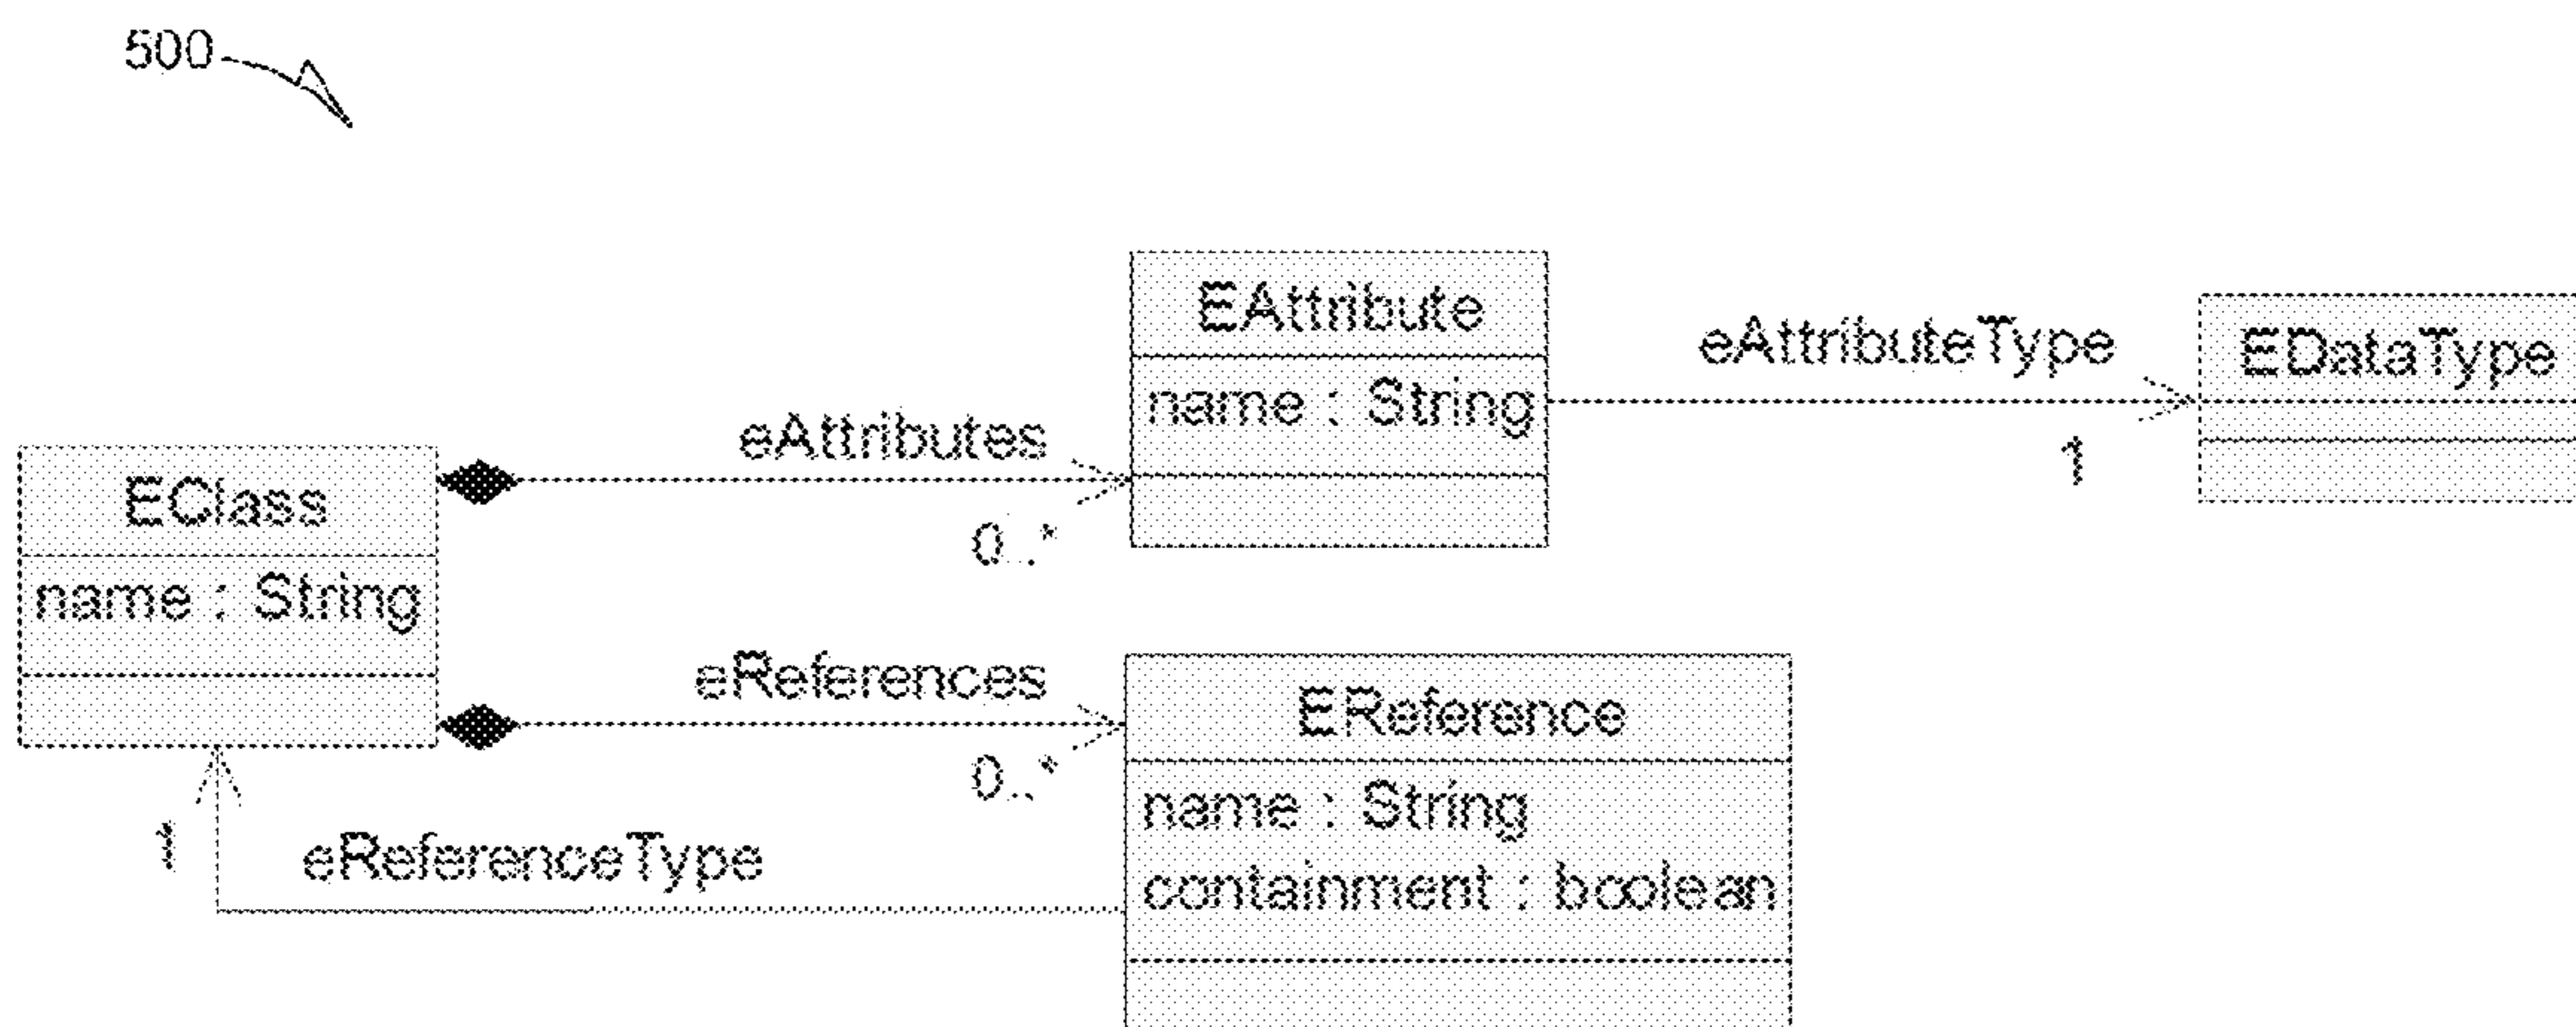 500
EAttribute
name : String
eAttributeType
1
EDataType
eAttributes
0..*
EClass
name : String
eReferences
0..*
EReference
name : String
containment : boolean
1
eReferenceType